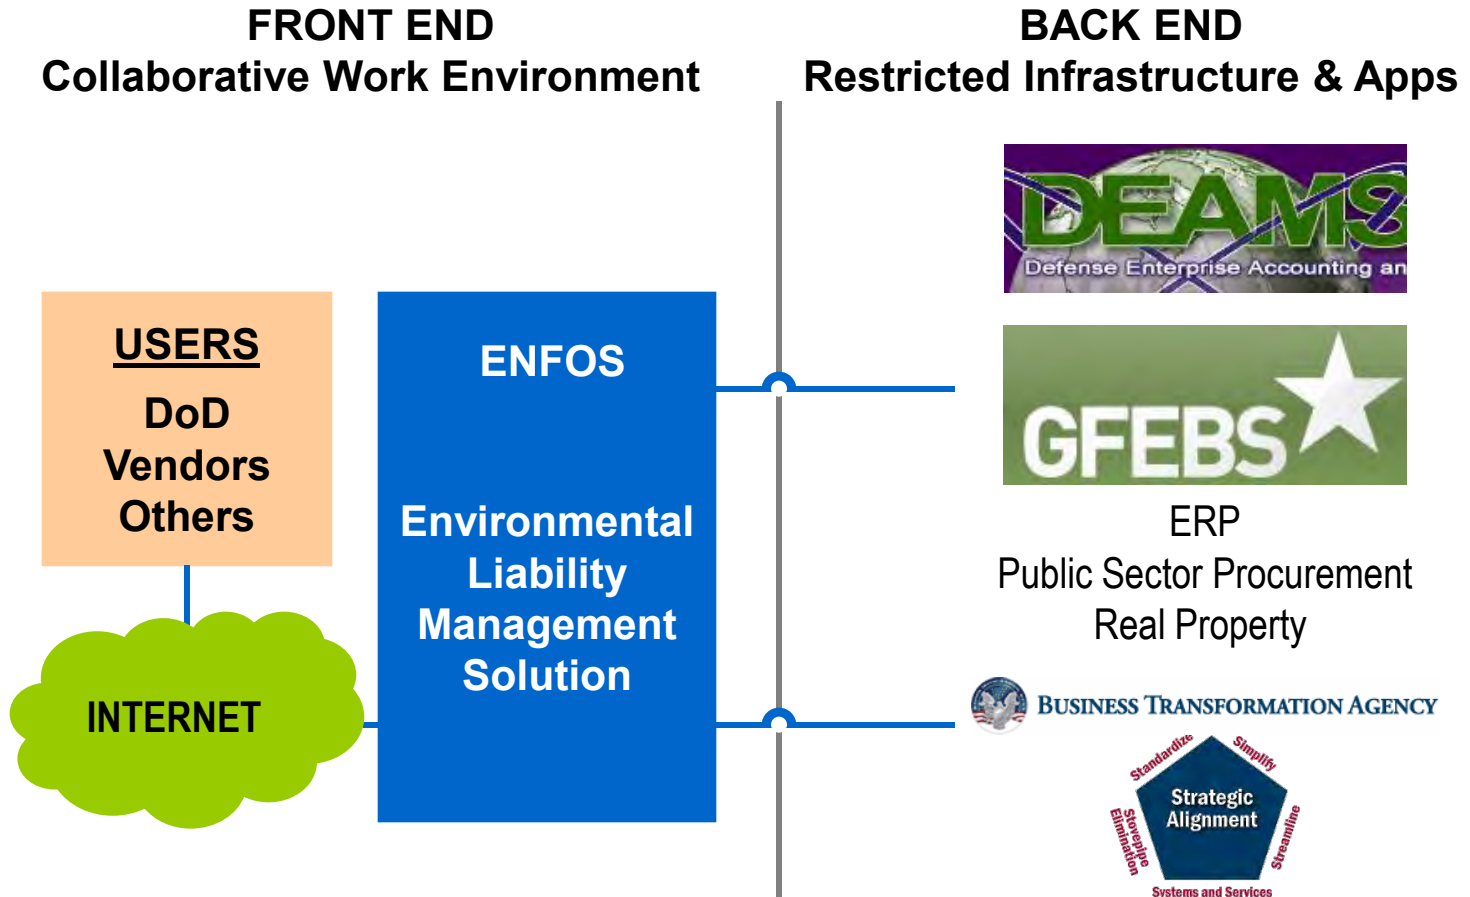 FRONT END
Collaborative Work Environment
BACK END
Restricted Infrastructure & Apps
DEAMS
Defense Enterprise Accounting an
USERS
DoD
Vendors
Others
ENFOS
Environmental
Liability
Management
Solution
INTERNET
GFEBS
ERP
Public Sector Procurement
Real Property
BUSINESS TRANSFORMATION AGENCY
Standardize
Simplify
Strategic
Alignment
Stovepipe
Elimination
Streamline
Systems and Services